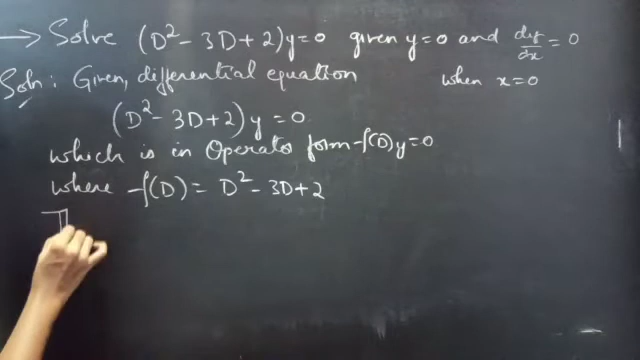 → Solve (D² - 3D + 2)y = 0 given y = 0 and dy/dx = 0
Soln: Given, differential equation when x = 0
(D² - 3D + 2)y = 0
which is in Operator form f(D)y = 0
where f(D) = D² - 3D + 2